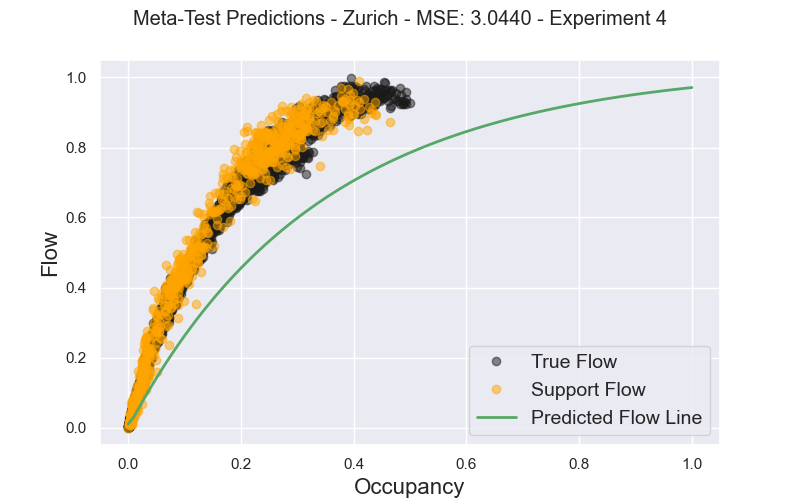 Meta-Test Predictions - Zurich - MSE: 3.0440 - Experiment 4
1.0
0.8
0.6
0.4
0.2
0.0
Flow
True Flow
Support Flow
Predicted Flow Line
0.0 0.2 0.4 0.6 0.8 1.0
Occupancy